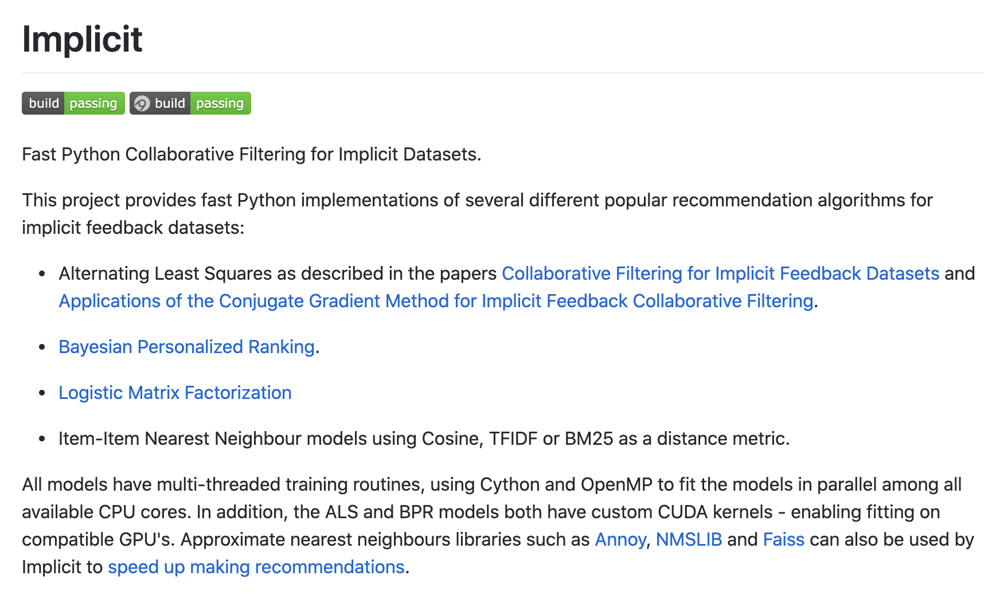 Implicit
build passing build passing
Fast Python Collaborative Filtering for Implicit Datasets.
This project provides fast Python implementations of several different popular recommendation algorithms for
implicit feedback datasets:
• Alternating Least Squares as described in the papers Collaborative Filtering for Implicit Feedback Datasets and
Applications of the Conjugate Gradient Method for Implicit Feedback Collaborative Filtering.
• Bayesian Personalized Ranking.
• Logistic Matrix Factorization
• Item-Item Nearest Neighbour models using Cosine, TFIDF or BM25 as a distance metric.
All models have multi-threaded training routines, using Cython and OpenMP to fit the models in parallel among all
available CPU cores. In addition, the ALS and BPR models both have custom CUDA kernels - enabling fitting on
compatible GPU's. Approximate nearest neighbours libraries such as Annoy, NMSLIB and Faiss can also be used by
Implicit to speed up making recommendations.